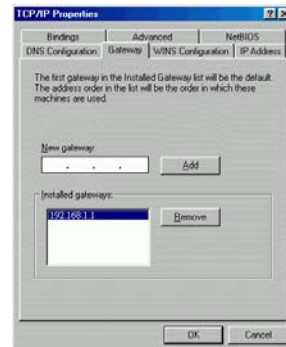 TCP/IP Properties
Bindings Advanced NetBIOS
DNS Configuration Gateway WINS Configuration IP Address
The first gateway in the Installed Gateway list will be the default.
The address order in the list will be the order in which these
machines are used.
New gateway:
. . .
Add
Installed gateways:
192.168.1.1
Remove
OK Cancel